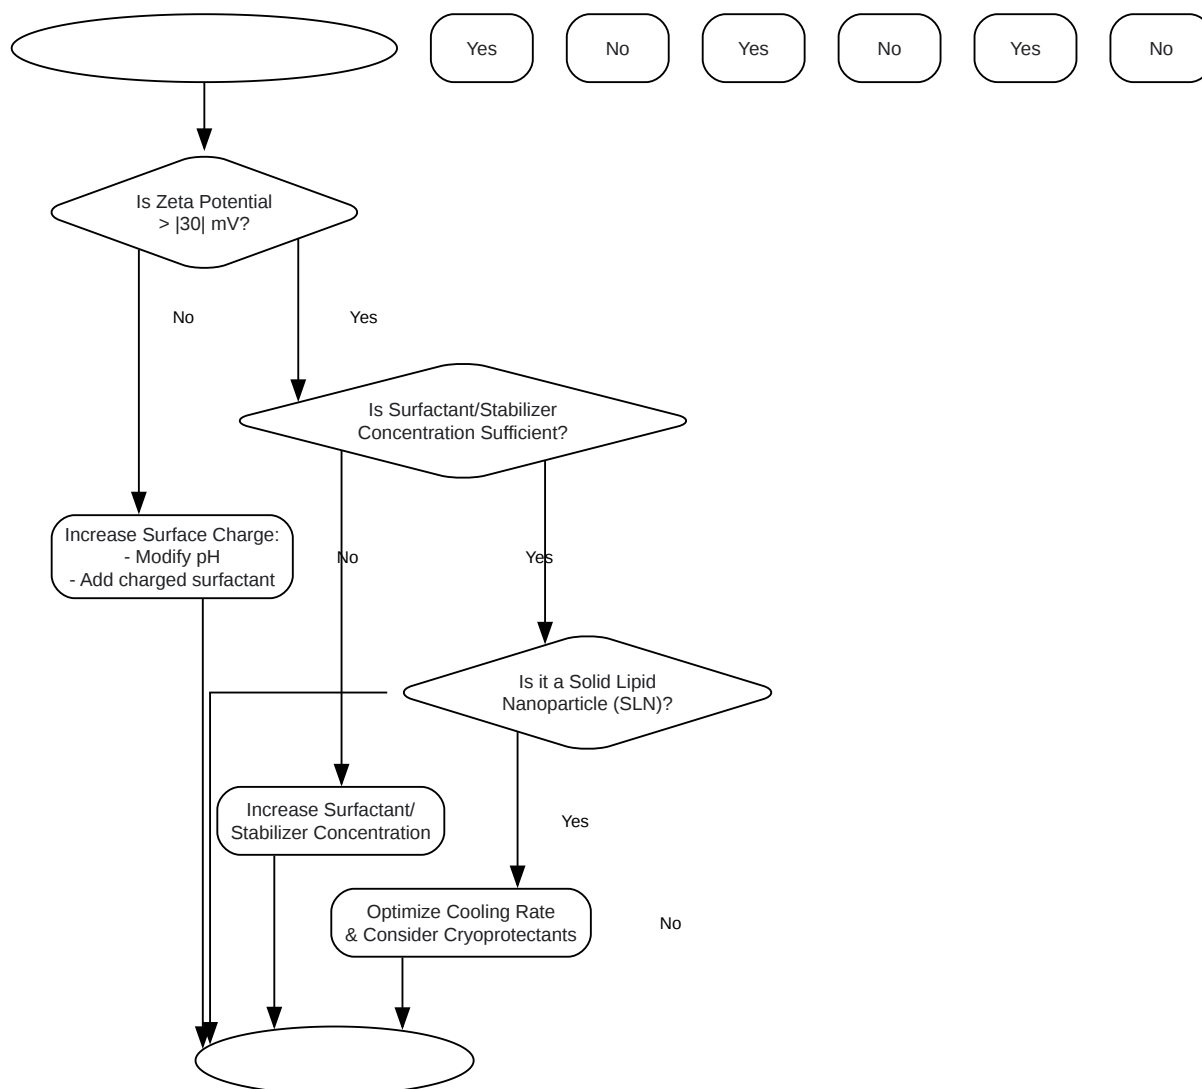 Yes
No
Yes
No
Yes
No
Is Zeta Potential
> |30| mV?
No
Yes
Is Surfactant/Stabilizer
Concentration Sufficient?
Increase Surface Charge:
- Modify pH
- Add charged surfactant
No
Yes
Is it a Solid Lipid
Nanoparticle (SLN)?
Increase Surfactant/
Stabilizer Concentration
Yes
Optimize Cooling Rate
& Consider Cryoprotectants
No